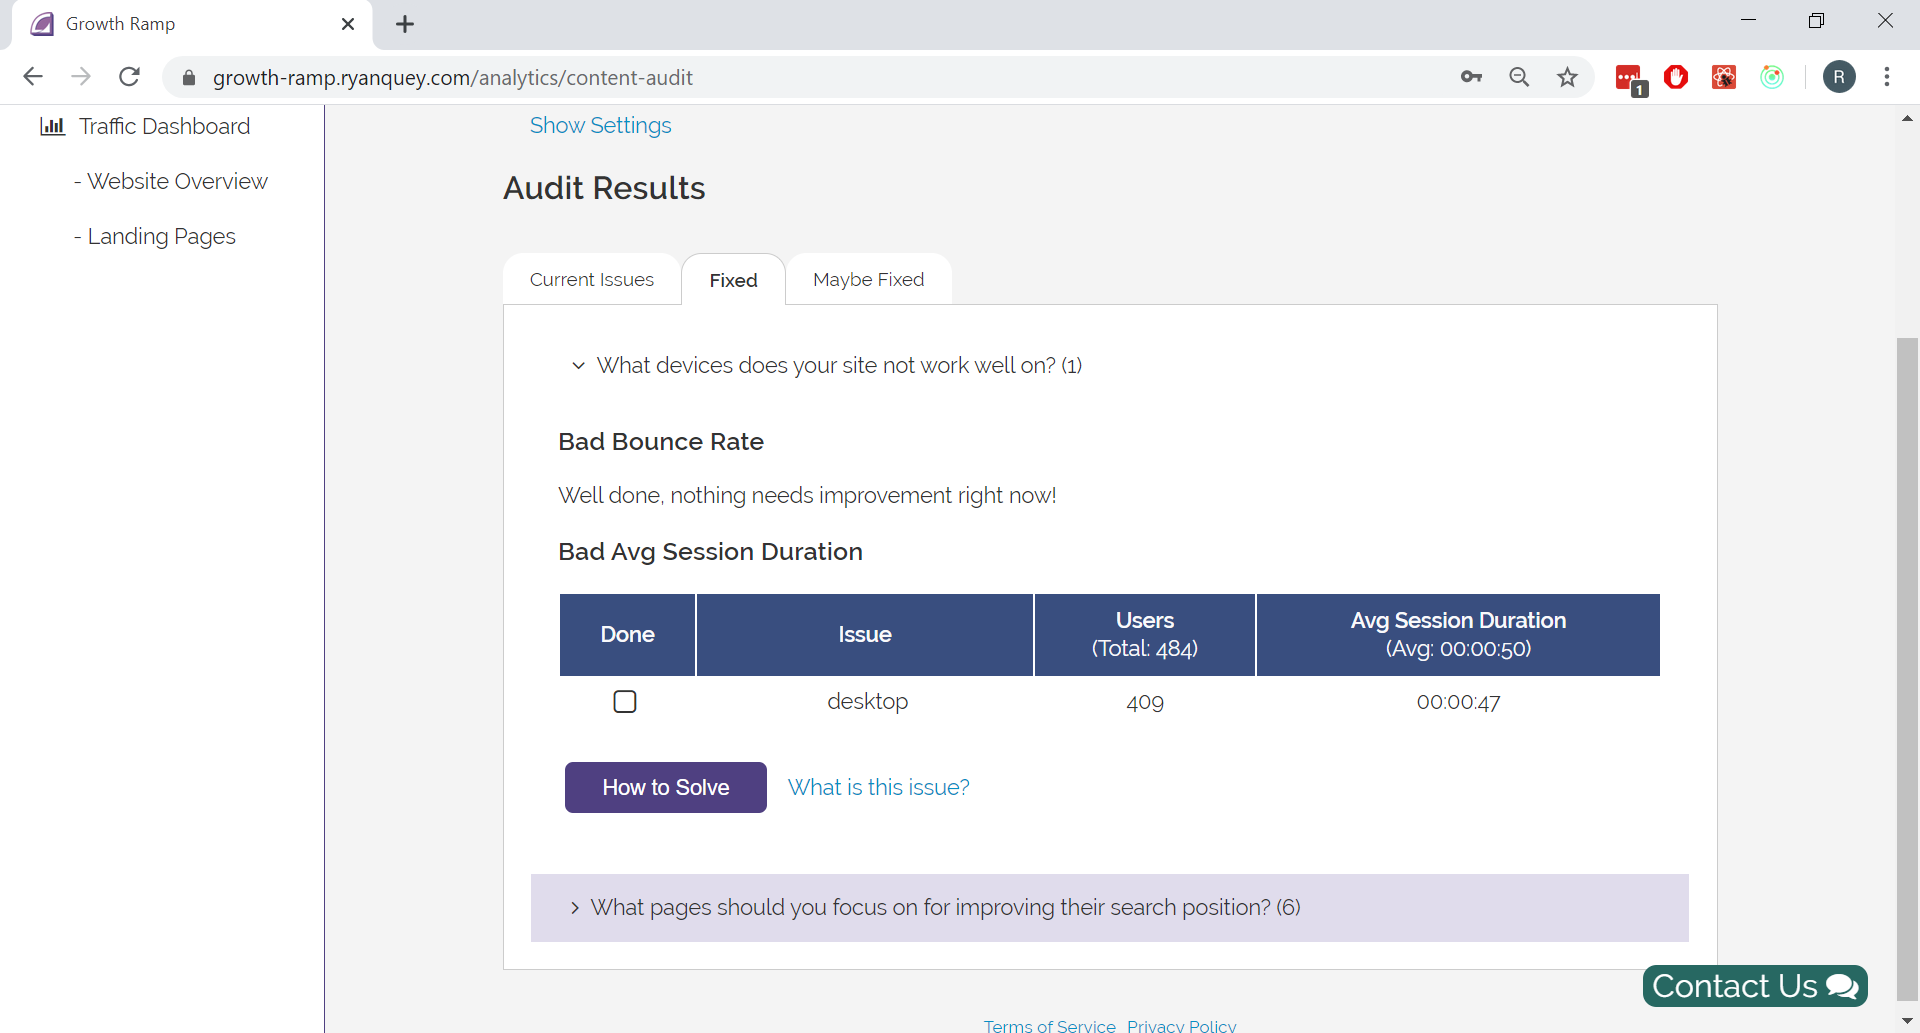 Growth Ramp
growth-ramp.ryanquey.com/analytics/content-audit
1
R
Traffic Dashboard
- Website Overview
- Landing Pages
Show Settings
Audit Results
Current Issues
Fixed
Maybe Fixed
What devices does your site not work well on? (1)
Bad Bounce Rate
Well done, nothing needs improvement right now!
Bad Avg Session Duration
Done
Issue
Users
(Total: 484)
Avg Session Duration
(Avg: 00:00:50)
desktop
409
00:00:47
How to Solve
What is this issue?
What pages should you focus on for improving their search position? (6)
Contact Us
Terms of Service
Privacy Policy